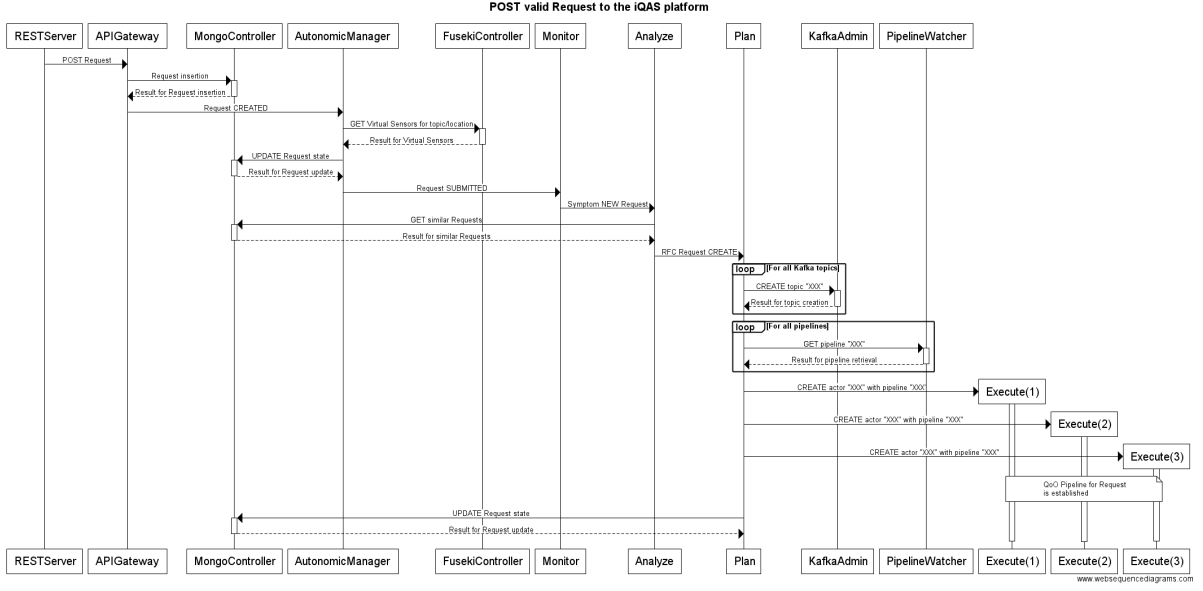 POST valid Request to the iQAS platform
RESTServer
APIGateway
MongoController
AutonomicManager
FusekiController
Monitor
Analyze
Plan
KafkaAdmin
PipelineWatcher
POST Request
Request insertion
Result for Request insertion
Request CREATED
GET Virtual Sensors for topic/location
Result for Virtual Sensors
UPDATE Request state
Result for Request update
Request SUBMITTED
Symptom NEW Request
GET similar Requests
Result for similar Requests
RFC Request CREATE
loop [For all Kafka topics]
CREATE topic "XXX"
Result for topic creation
loop [For all pipelines]
GET pipeline "XXX"
Result for pipeline retrieval
CREATE actor "XXX" with pipeline "XXX"
Execute(1)
CREATE actor "XXX" with pipeline "XXX"
Execute(2)
CREATE actor "XXX" with pipeline "XXX"
Execute(3)
QoO Pipeline for Request
is established
UPDATE Request state
Result for Request update
RESTServer
APIGateway
MongoController
AutonomicManager
FusekiController
Monitor
Analyze
Plan
KafkaAdmin
PipelineWatcher
Execute(1)
Execute(2)
Execute(3)
www.websequencediagrams.com